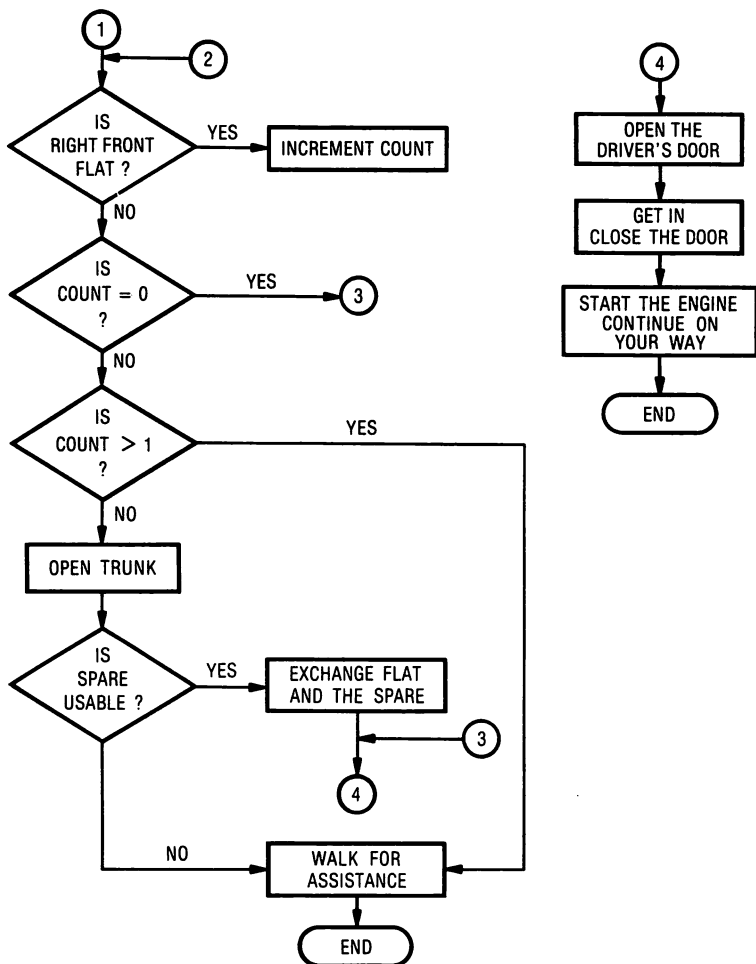 1
2
IS
RIGHT FRONT
FLAT ?
YES
INCREMENT COUNT
NO
IS
COUNT = 0
?
YES
3
NO
IS
COUNT > 1
?
YES
NO
OPEN TRUNK
IS
SPARE
USABLE ?
YES
EXCHANGE FLAT
AND THE SPARE
3
4
NO
WALK FOR
ASSISTANCE
END
4
OPEN THE
DRIVER'S DOOR
GET IN
CLOSE THE DOOR
START THE ENGINE
CONTINUE ON
YOUR WAY
END